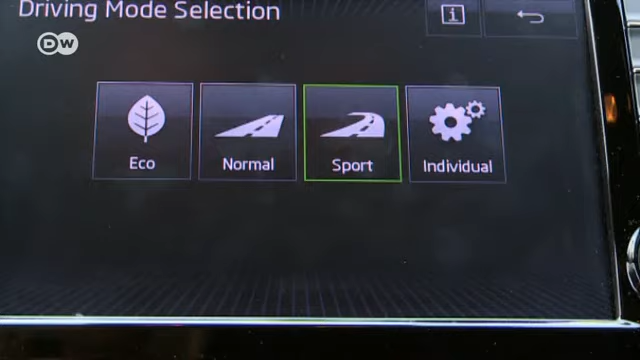 Driving Mode Selection
i
DW
Eco
Normal
Sport
Individual